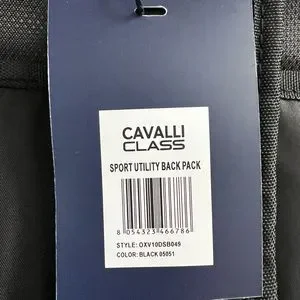 CAVALLI
CLASS
SPORT UTILITY BACK PACK
8 054323 466786
STYLE: OXV10DSB049
COLOR: BLACK 05051